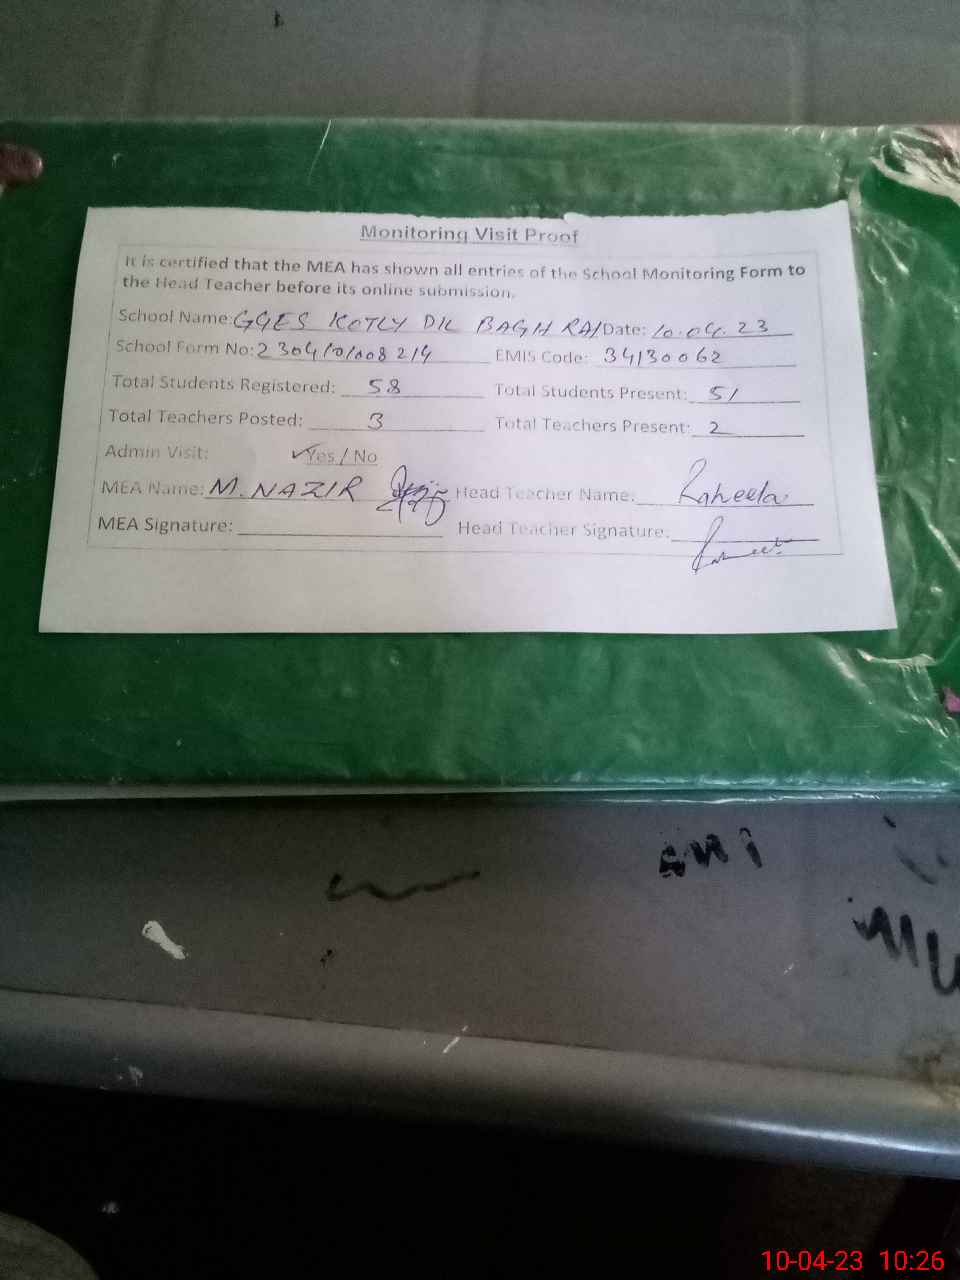 Monitoring Visit Proof
It is certified that the MEA has shown all entries of the School Monitoring Form to
the Head Teacher before its online submission.
School Name: GGES KOTLY DIL BAGH RAI Date: 10.04.23
School Form No: 2304101008214 EMIS Code: 34130062
Total Students Registered: 58 Total Students Present: 51
Total Teachers Posted: 3 Total Teachers Present: 2
Admin Visit: ✓Yes / No
MEA Name: M. NAZIR Head Teacher Name: Raheela
MEA Signature: Head Teacher Signature:
10-04-23 10:26